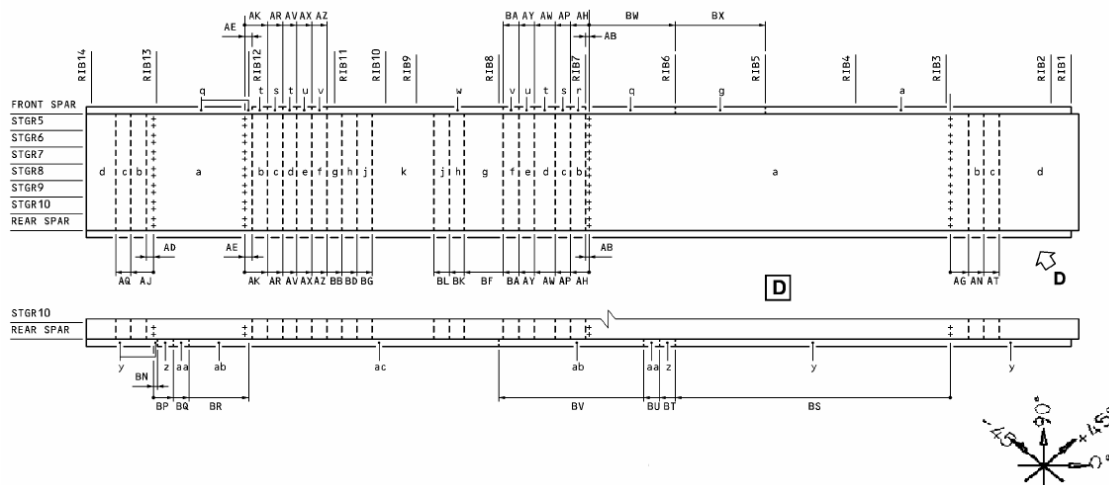 AK AR AV AX AZ BA AY AW AP AH BW BX
AE AB
RIB14 RIB13 RIB12 RIB11 RIB10 RIB9 RIB8 RIB7 RIB6 RIB5 RIB4 RIB3 RIB2 RIB1
q t s t u v w v u t s r q g a
FRONT SPAR
STGR5
STGR6
STGR7
STGR8 d c b a b c d e f g h j k j h g f e d c b a b c d
STGR9
STGR10
REAR SPAR
AD AE AB
AQ AJ AK AR AV AX AZ BB BD BG BL BK BF BA AY AW AP AH AG AN AT
D D
STGR10
REAR SPAR
y z aa ab ac ab aa z y y
BN
BP BQ BR BV BU BT BS
90°
-45 +45°
0°